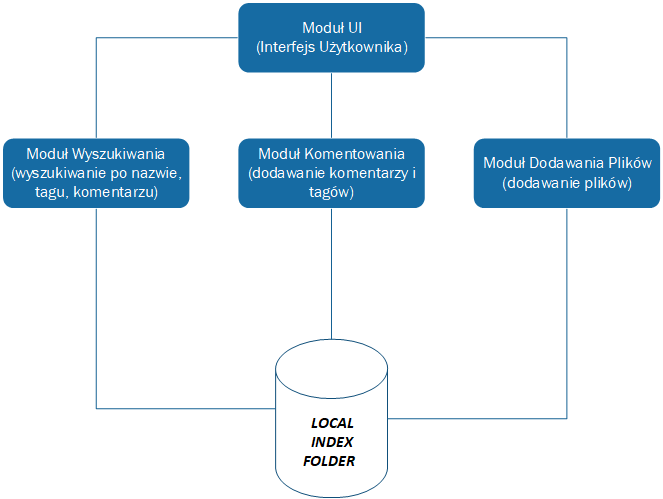 Moduł UI
(Interfejs Użytkownika)
Moduł Wyszukiwania
(wyszukiwanie po nazwie,
tagu, komentarzu)
Moduł Komentowania
(dodawanie komentarzy i
tagów)
Moduł Dodawania Plików
(dodawanie plików)
LOCAL
INDEX
FOLDER